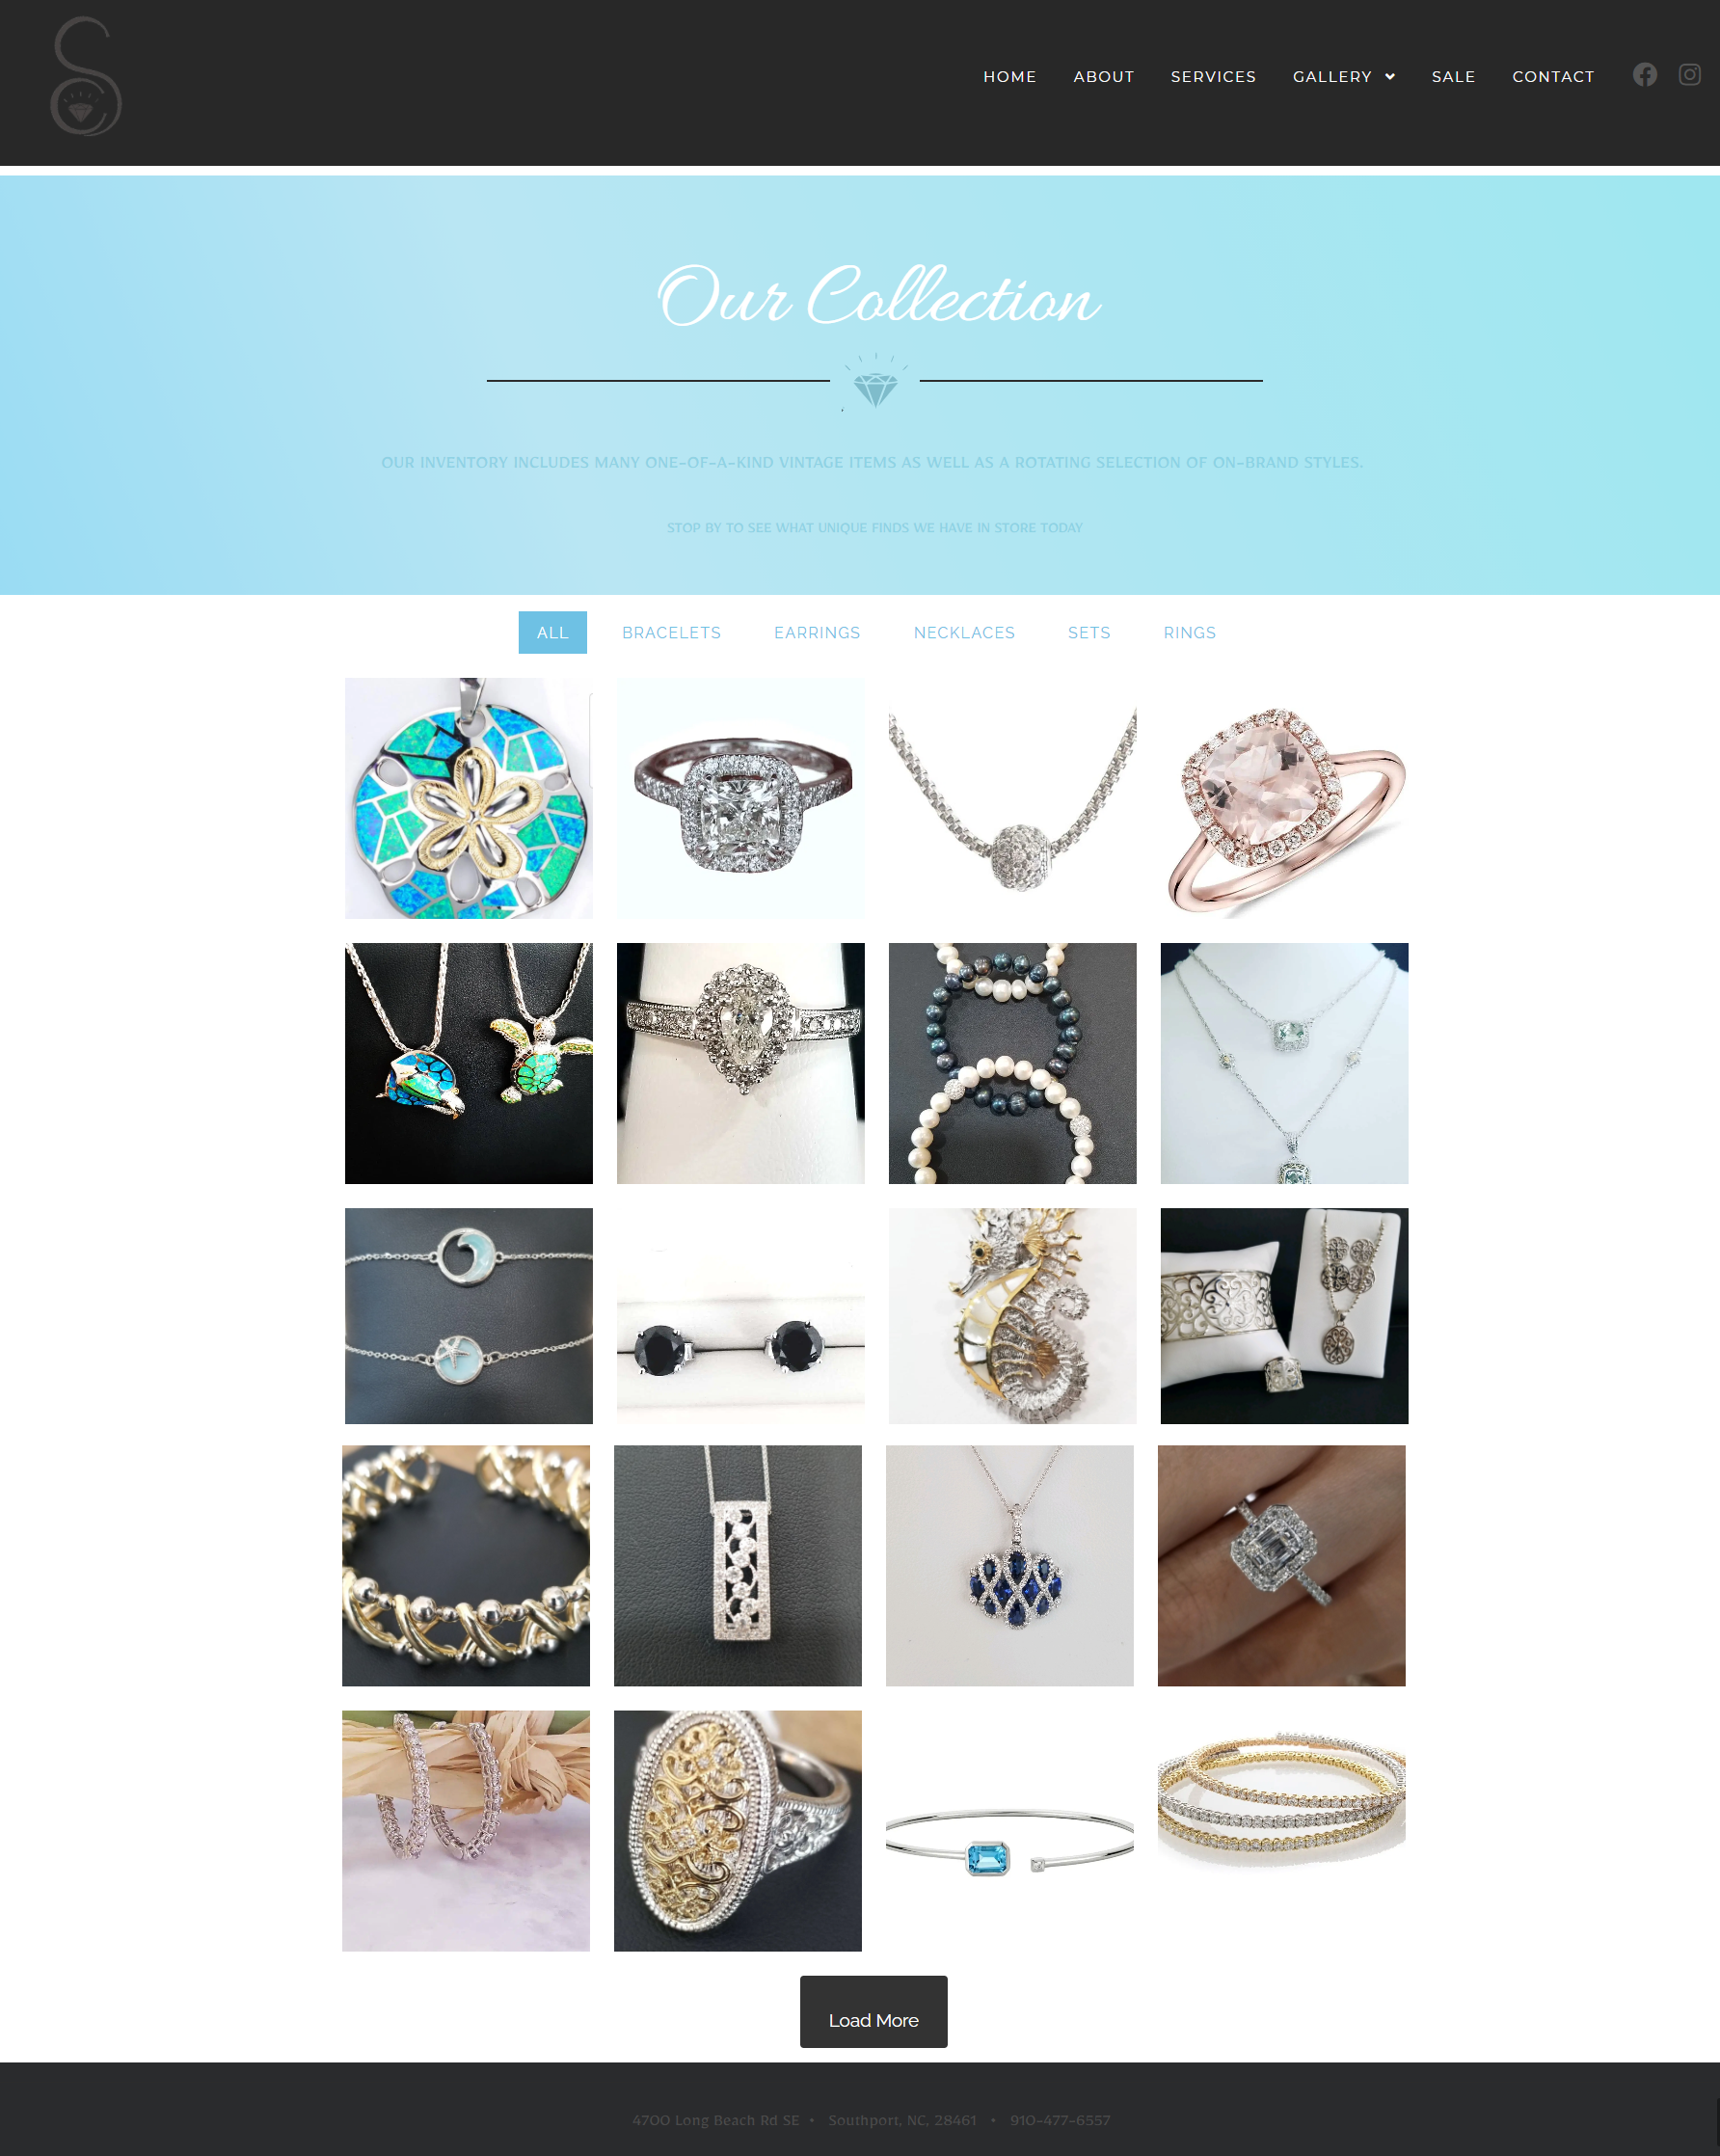 HOME ABOUT SERVICES GALLERY SALE CONTACT
Our Collection
OUR INVENTORY INCLUDES MANY ONE-OF-A-KIND VINTAGE ITEMS AS WELL AS A ROTATING SELECTION OF ON-BRAND STYLES.
STOP BY TO SEE WHAT UNIQUE FINDS WE HAVE IN STORE TODAY
ALL BRACELETS EARRINGS NECKLACES SETS RINGS
Load More
4700 Long Beach Rd SE • Southport, NC, 28461 • 910-477-6557